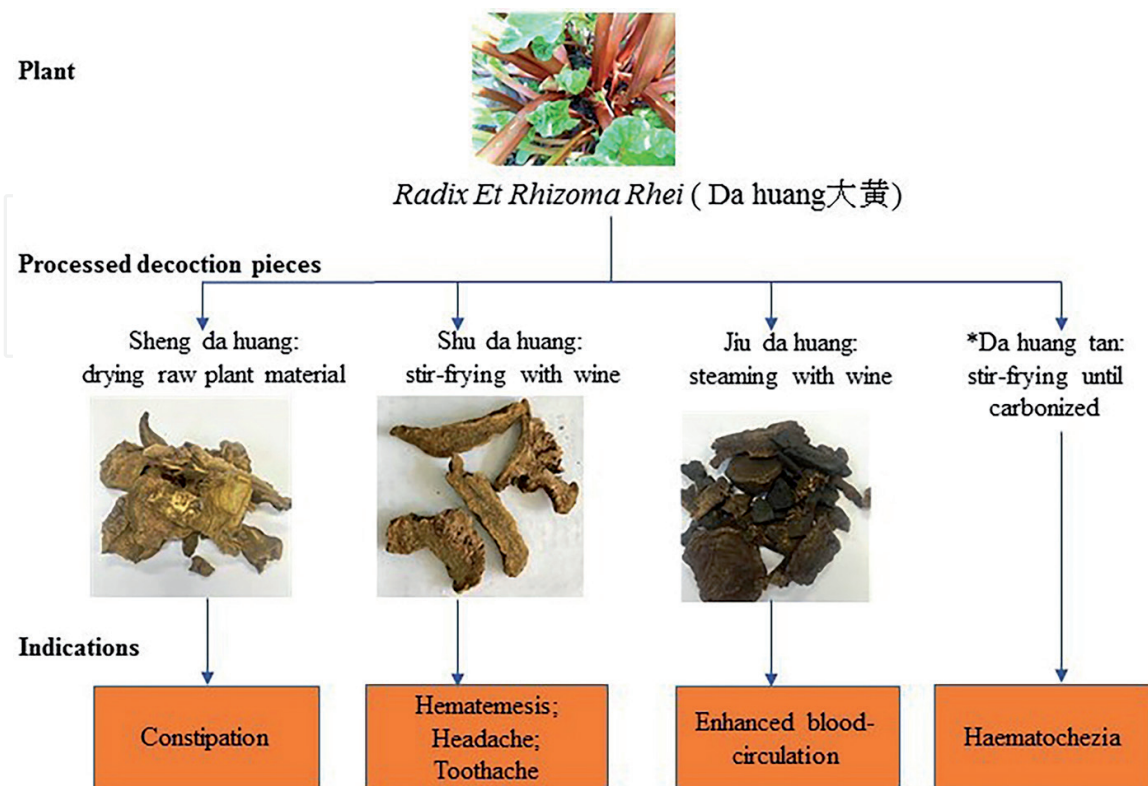 Plant
Radix Et Rhizoma Rhei ( Da huang大黄)
Processed decoction pieces
Sheng da huang:
drying raw plant material
Shu da huang:
stir-frying with wine
Jiu da huang:
steaming with wine
*Da huang tan:
stir-frying until
carbonized
Indications
Constipation
Hematemesis;
Headache;
Toothache
Enhanced blood-
circulation
Haematochezia